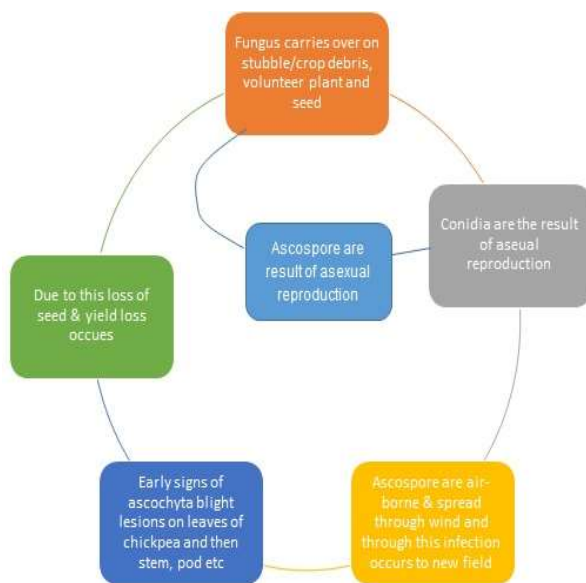 Fungus carries over on
stubble/crop debris,
volunteer plant and
seed
Conidia are the result
of aseual
reproduction
Ascospore are
result of asexual
reproduction
Due to this loss of
seed & yield loss
occues
Early signs of
ascochyta blight
lesions on leaves of
chickpea and then
stem, pod etc
Ascospore are air-
borne & spread
through wind and
through this infection
occurs to new field